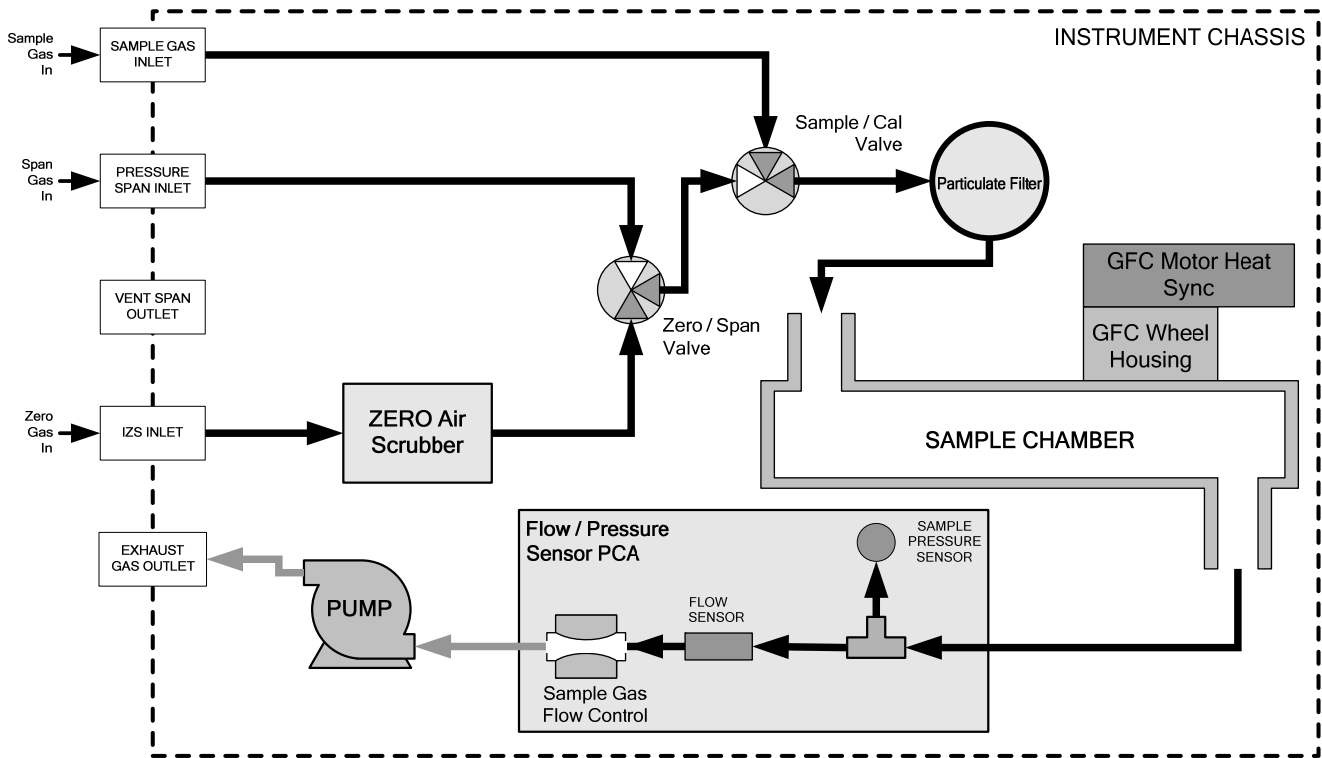 INSTRUMENT CHASSIS
Sample
Gas
In
SAMPLE GAS
INLET
Sample / Cal
Valve
Span
Gas
In
PRESSURE
SPAN INLET
Particulate Filter
GFC Motor Heat
Sync
VENT SPAN
OUTLET
Zero / Span
Valve
GFC Wheel
Housing
Zero
Gas
In
IZS INLET
ZERO Air
Scrubber
SAMPLE CHAMBER
Flow / Pressure
Sensor PCA
SAMPLE
PRESSURE
SENSOR
EXHAUST
GAS OUTLET
PUMP
FLOW
SENSOR
Sample Gas
Flow Control